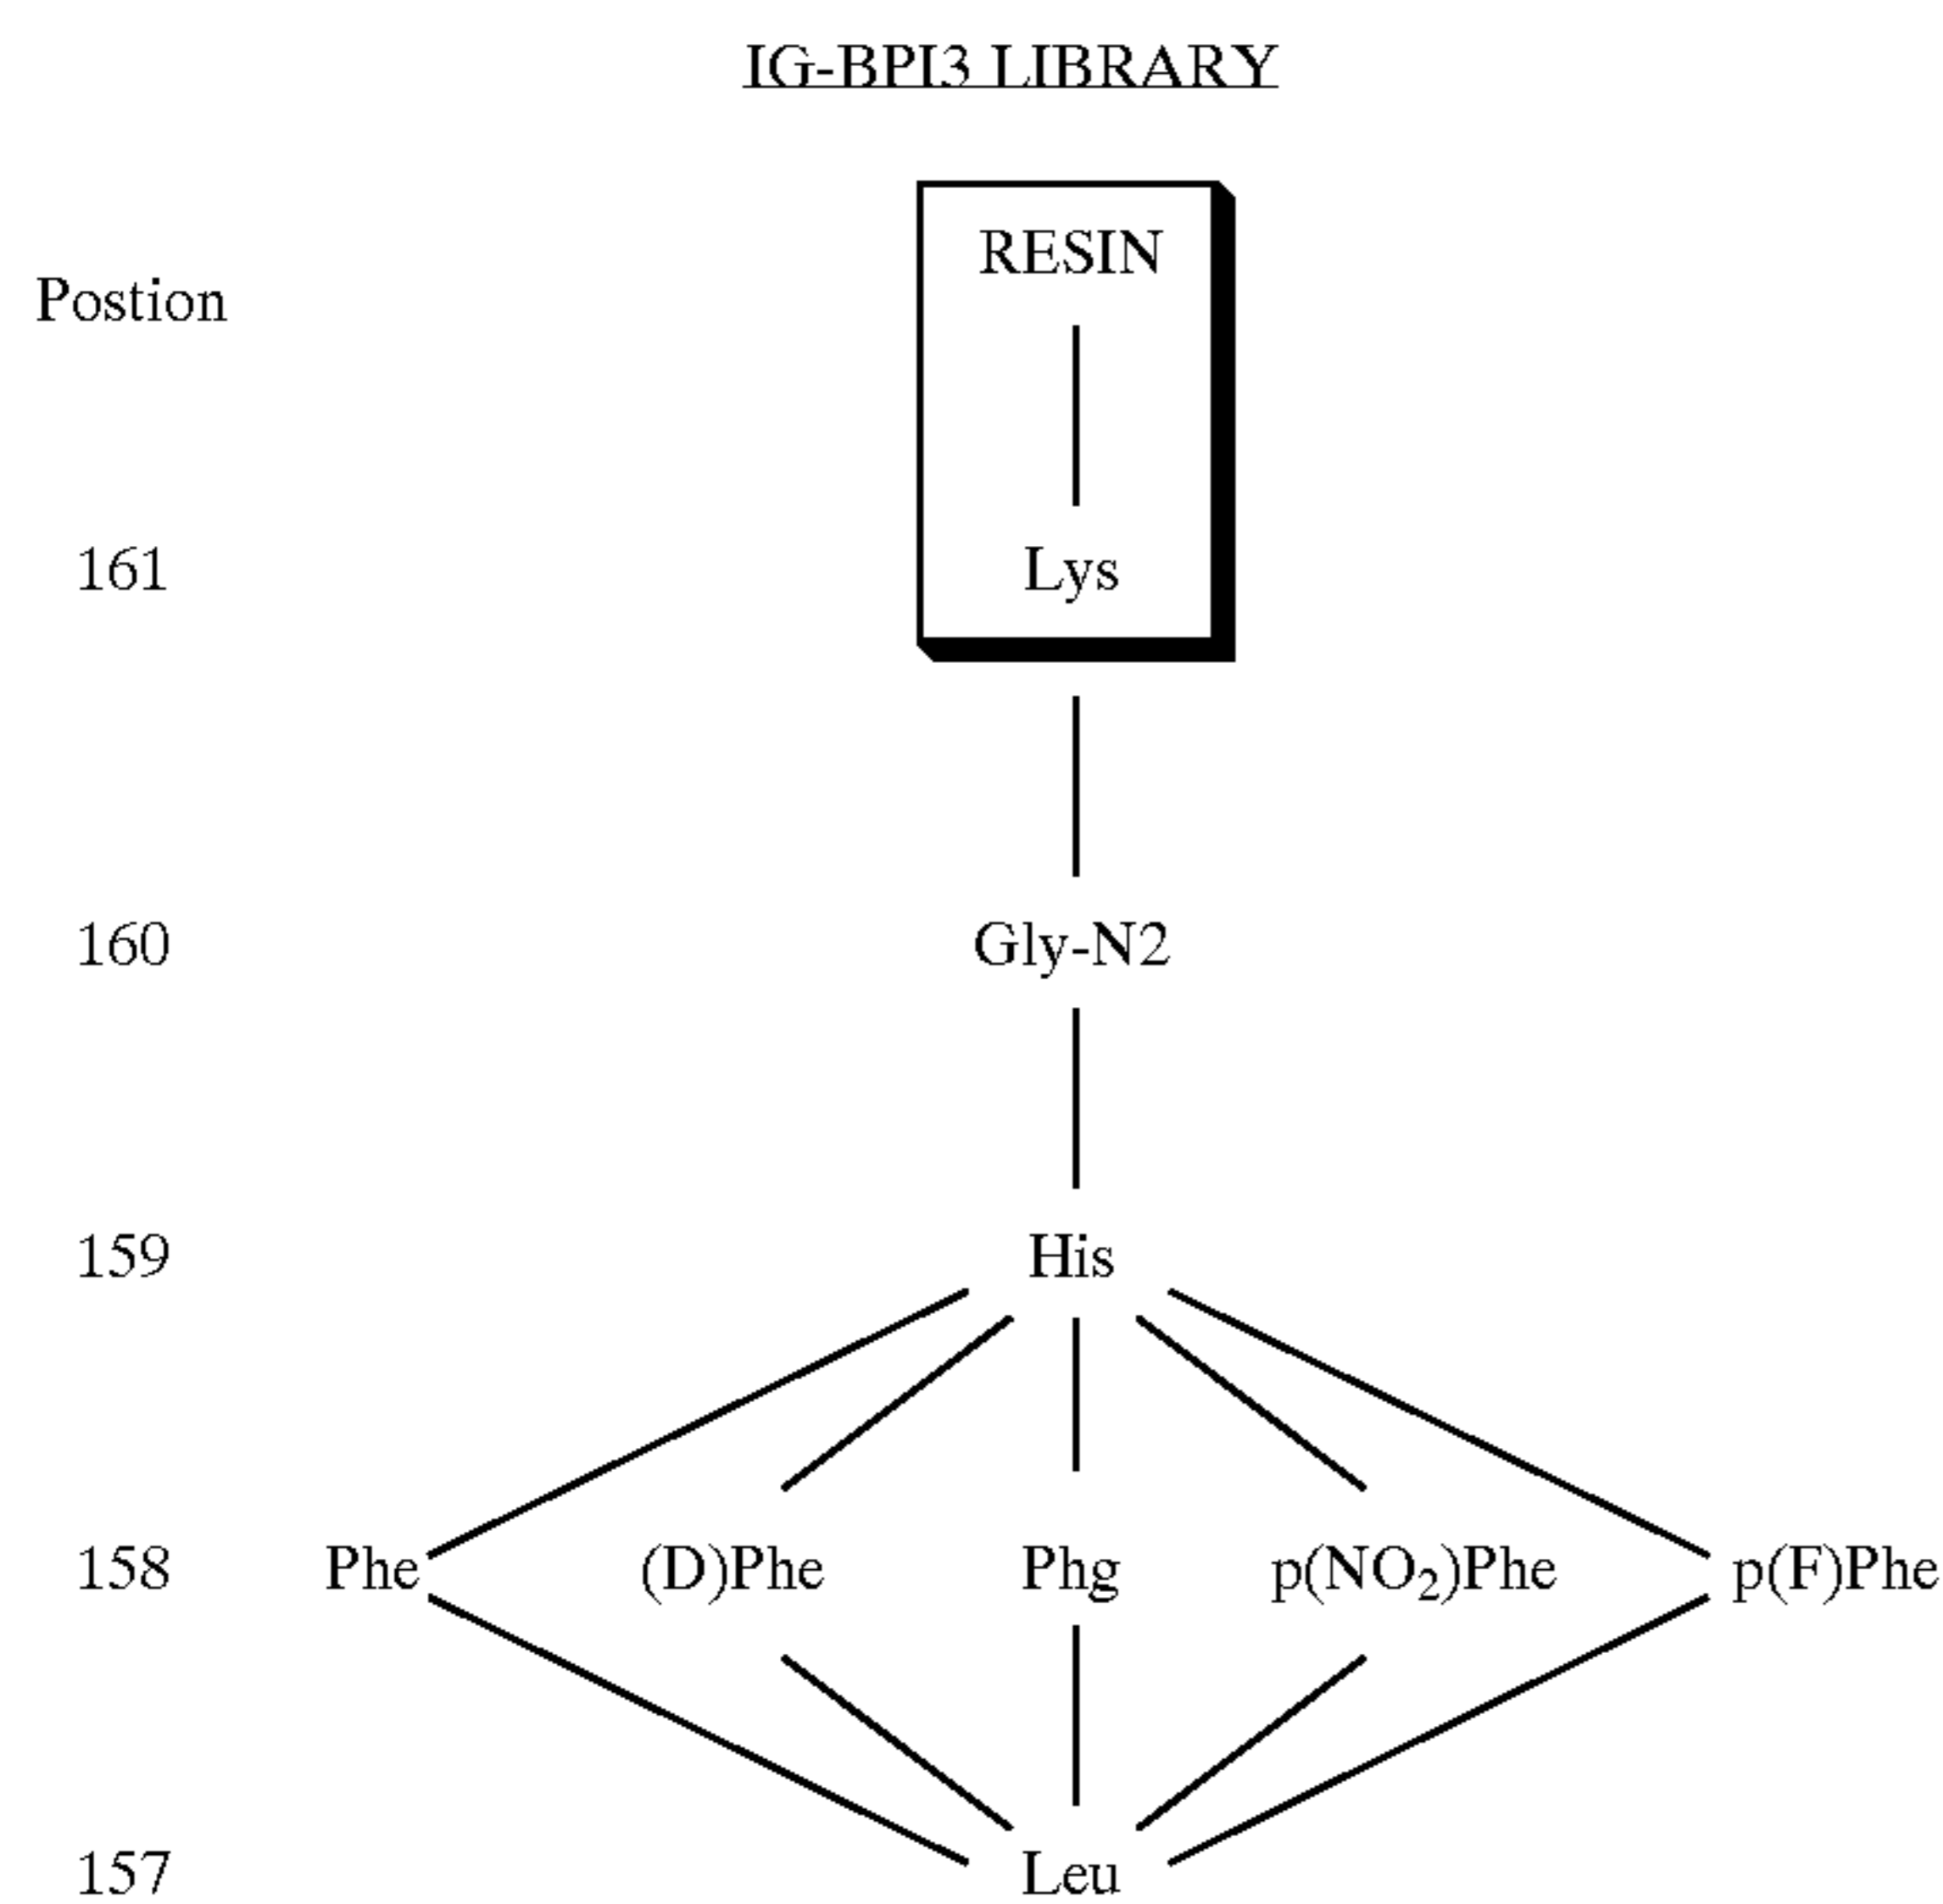 IG-BPI3 LIBRARY
RESIN
Postion
161 Lys
160 Gly-N2
159 His
158 Phe (D)Phe Phg p(NO₂)Phe p(F)Phe
157 Leu